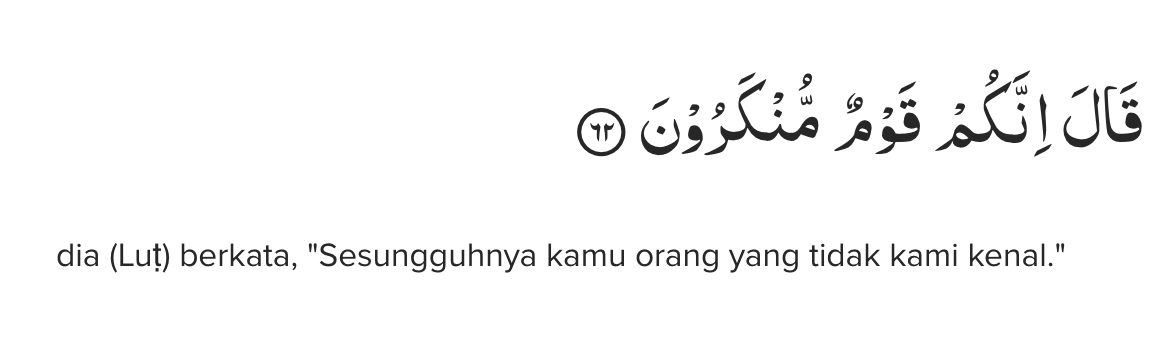 قَالَ اِنَّكُمْ قَوْمٌ مُّنْكَرُوْنَ ٦٢
dia (Luṭ) berkata, "Sesungguhnya kamu orang yang tidak kami kenal."